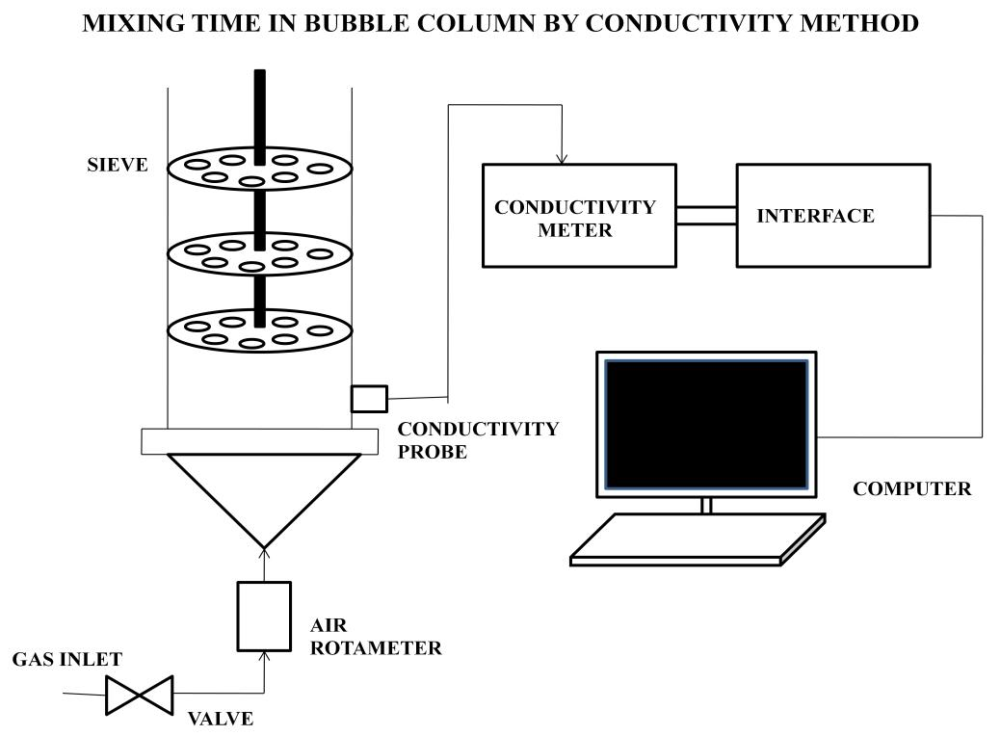 MIXING TIME IN BUBBLE COLUMN BY CONDUCTIVITY METHOD
SIEVE
CONDUCTIVITY
METER
INTERFACE
CONDUCTIVITY
PROBE
COMPUTER
AIR
ROTAMETER
GAS INLET
VALVE